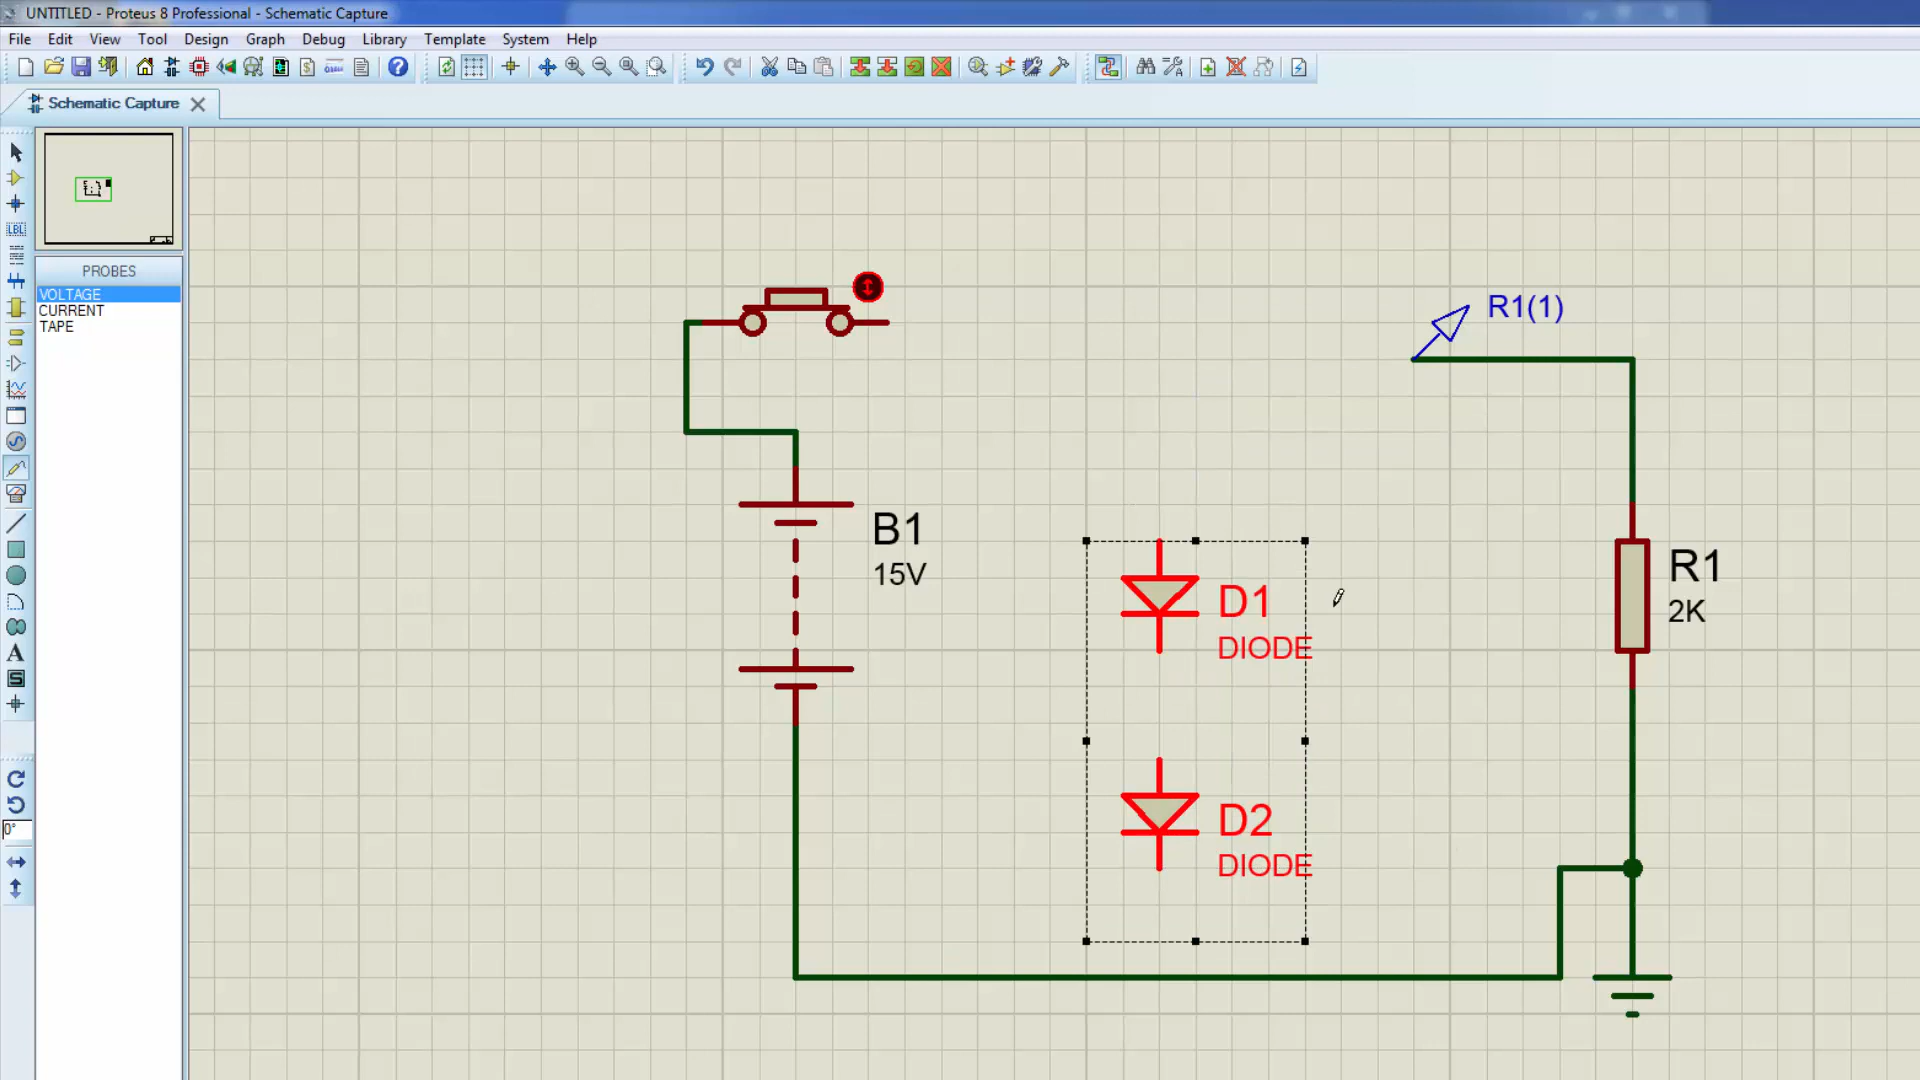 UNTITLED - Proteus 8 Professional - Schematic Capture
File Edit View Tool Design Graph Debug Library Template System Help
Schematic Capture
PROBES
VOLTAGE
CURRENT
TAPE
LBL
A
S
0°
R1(1)
B1
15V
D1
DIODE
R1
2K
D2
DIODE